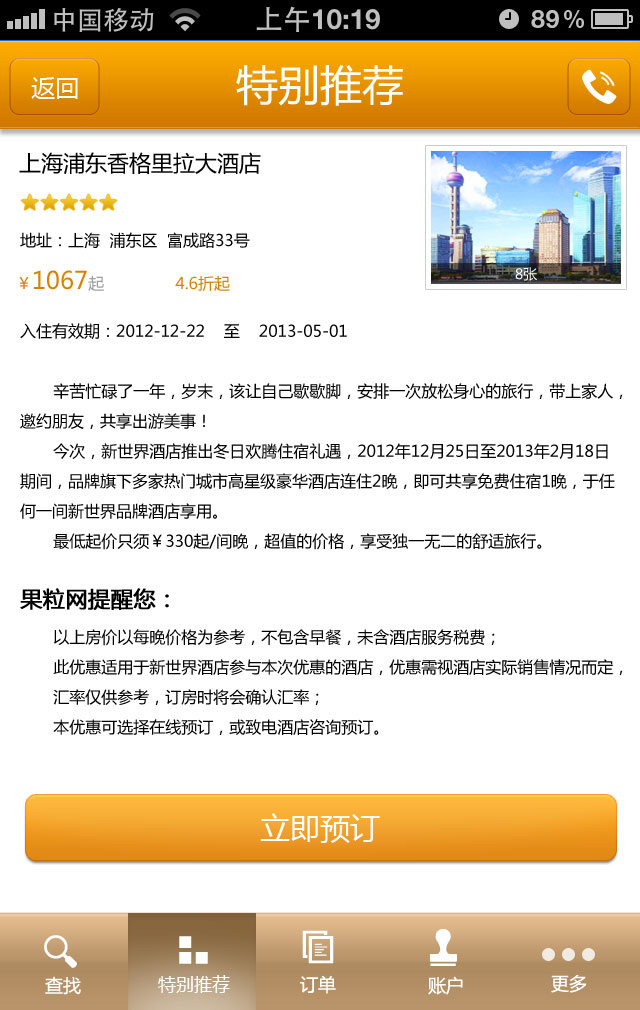 中国移动 上午10:19 89%
返回 特别推荐
上海浦东香格里拉大酒店
地址：上海 浦东区 富成路33号
¥1067起 4.6折起
8张
入住有效期：2012-12-22 至 2013-05-01
辛苦忙碌了一年，岁末，该让自己歇歇脚，安排一次放松身心的旅行，带上家人，
邀约朋友，共享出游美事！
今次，新世界酒店推出冬日欢腾住宿礼遇，2012年12月25日至2013年2月18日
期间，品牌旗下多家热门城市高星级豪华酒店连住2晚，即可共享免费住宿1晚，于任
何一间新世界品牌酒店享用。
最低起价只须¥330起/间晚，超值的价格，享受独一无二的舒适旅行。
果粒网提醒您：
以上房价以每晚价格为参考，不包含早餐，未含酒店服务税费；
此优惠适用于新世界酒店参与本次优惠的酒店，优惠需视酒店实际销售情况而定，
汇率仅供参考，订房时将会确认汇率；
本优惠可选择在线预订，或致电酒店咨询预订。
立即预订
查找 特别推荐 订单 账户 更多